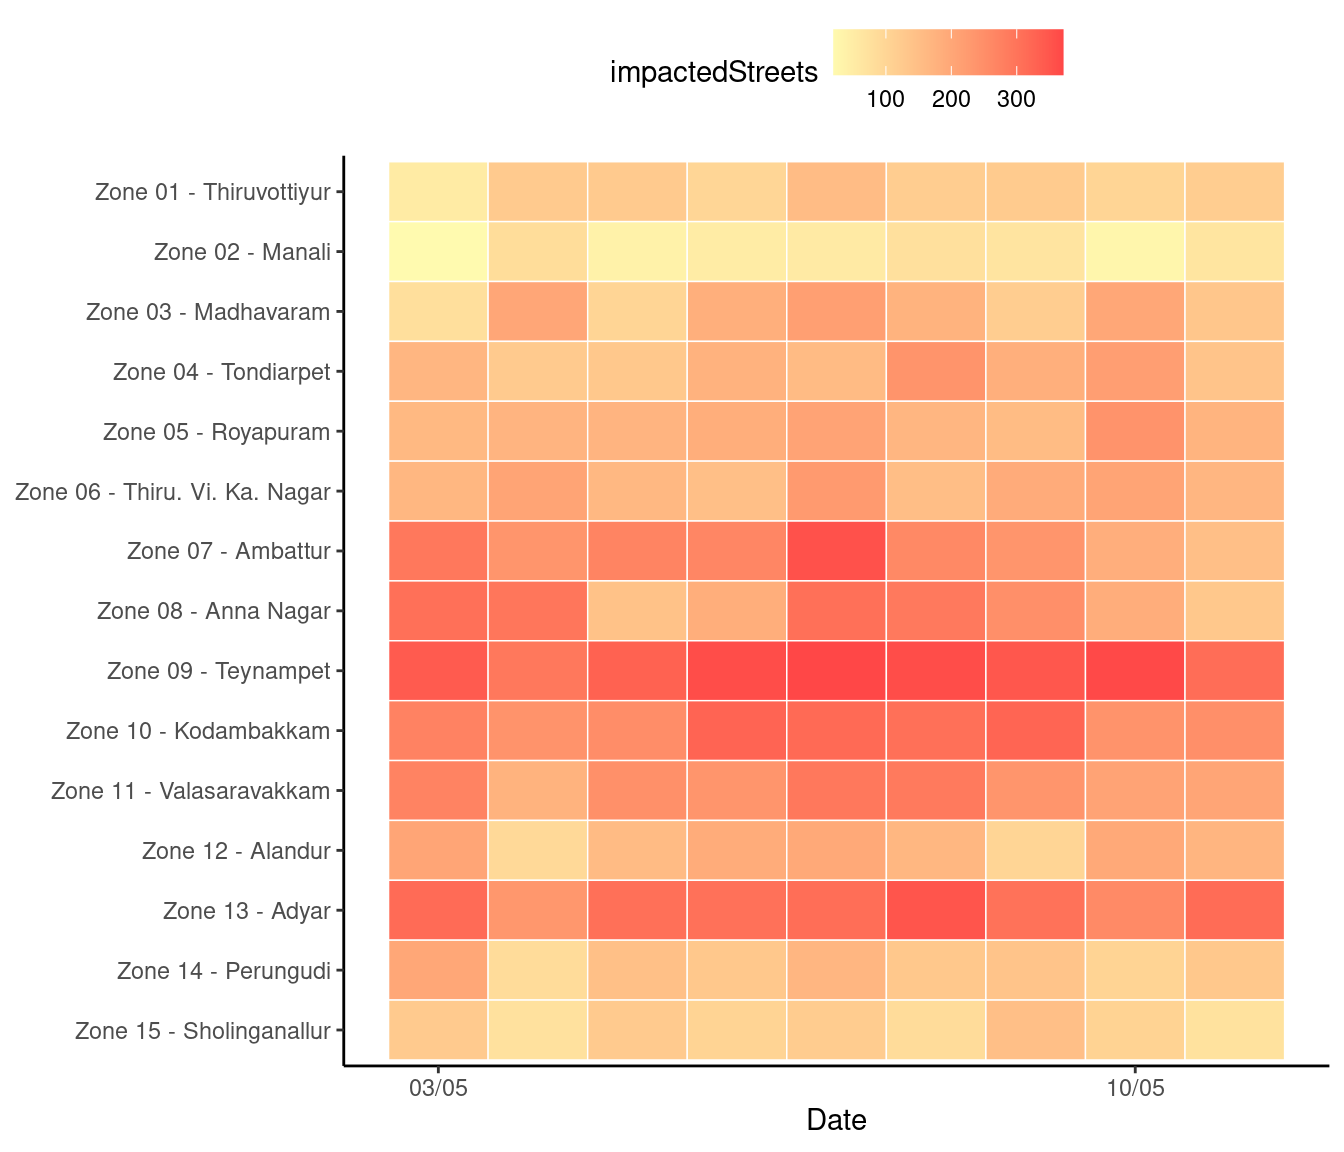 impactedStreets
100 200 300
Zone 01 - Thiruvottiyur
Zone 02 - Manali
Zone 03 - Madhavaram
Zone 04 - Tondiarpet
Zone 05 - Royapuram
Zone 06 - Thiru. Vi. Ka. Nagar
Zone 07 - Ambattur
Zone 08 - Anna Nagar
Zone 09 - Teynampet
Zone 10 - Kodambakkam
Zone 11 - Valasaravakkam
Zone 12 - Alandur
Zone 13 - Adyar
Zone 14 - Perungudi
Zone 15 - Sholinganallur
03/05 10/05
Date